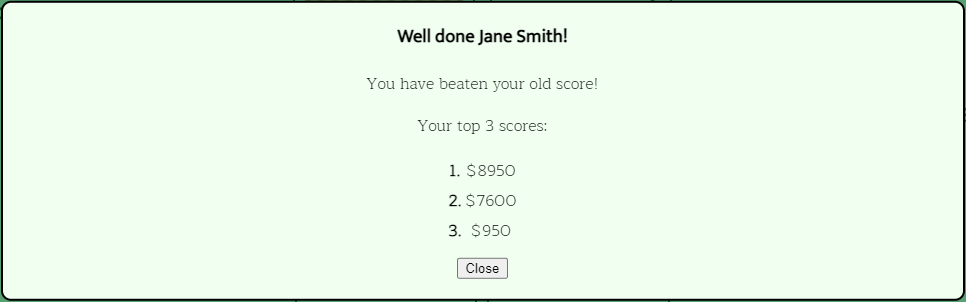 Well done Jane Smith!
You have beaten your old score!
Your top 3 scores:
1. $8950
2. $7600
3. $950
Close